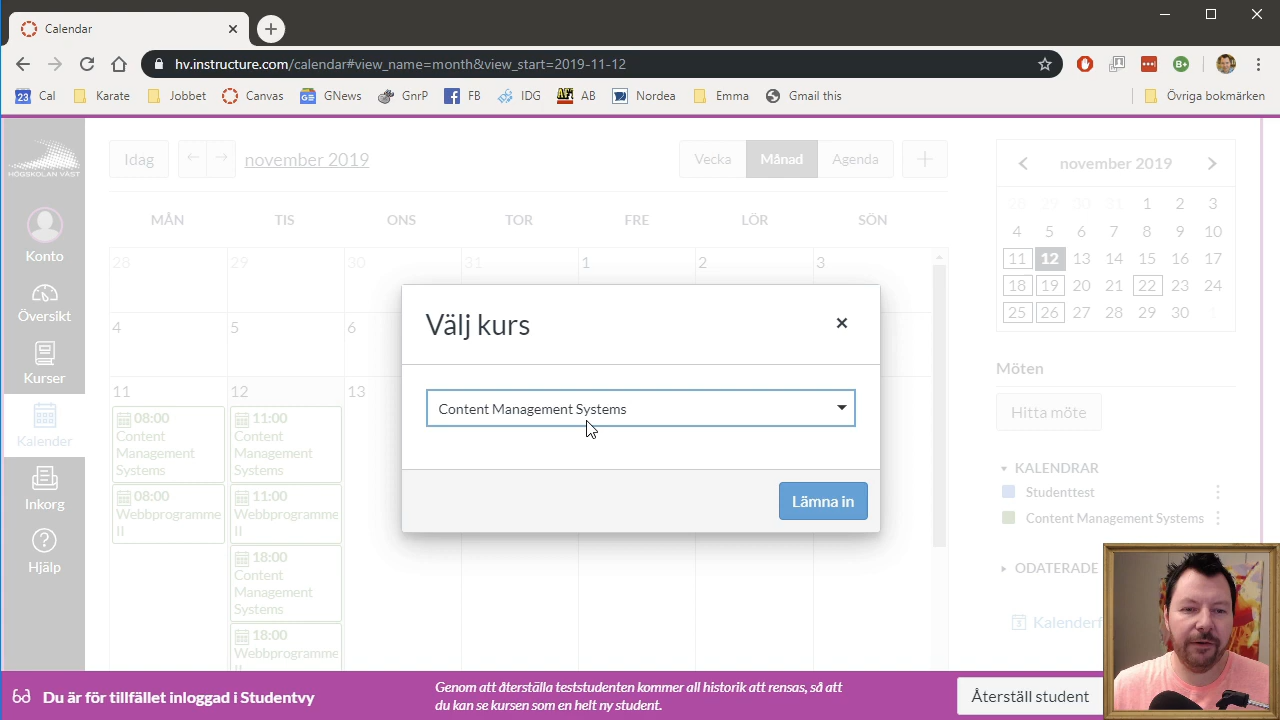 Calendar
hv.instructure.com/calendar#view_name=month&view_start=2019-11-12
23 Cal Karate Jobbet Canvas GNews GnrP FB IDG AB Nordea Emma Gmail this Övriga bokmärken
HÖGSKOLAN VÄST
Konto
Översikt
Kurser
Kalender
Inkorg
Hjälp
Idag november 2019 Vecka Månad Agenda
MÅN TIS ONS TOR FRE LÖR SÖN
28 29 30 31 1 2 3
4 5 6
11 12 13
08:00
Content
Management
Systems
08:00
Webbprogramme
II
11:00
Content
Management
Systems
11:00
Webbprogramme
II
18:00
Content
Management
Systems
18:00
Webbprogramme
II
Välj kurs
Content Management Systems
Lämna in
november 2019
28 29 30 31 1 2 3
4 5 6 7 8 9 10
11 12 13 14 15 16 17
18 19 20 21 22 23 24
25 26 27 28 29 30 1
Möten
Hitta möte
KALENDRAR
Studenttest
Content Management Systems
ODATERADE
Kalenderf
Du är för tillfället inloggad i Studentvy
Genom att återställa teststudenten kommer all historik att rensas, så att
du kan se kursen som en helt ny student.
Återställ student